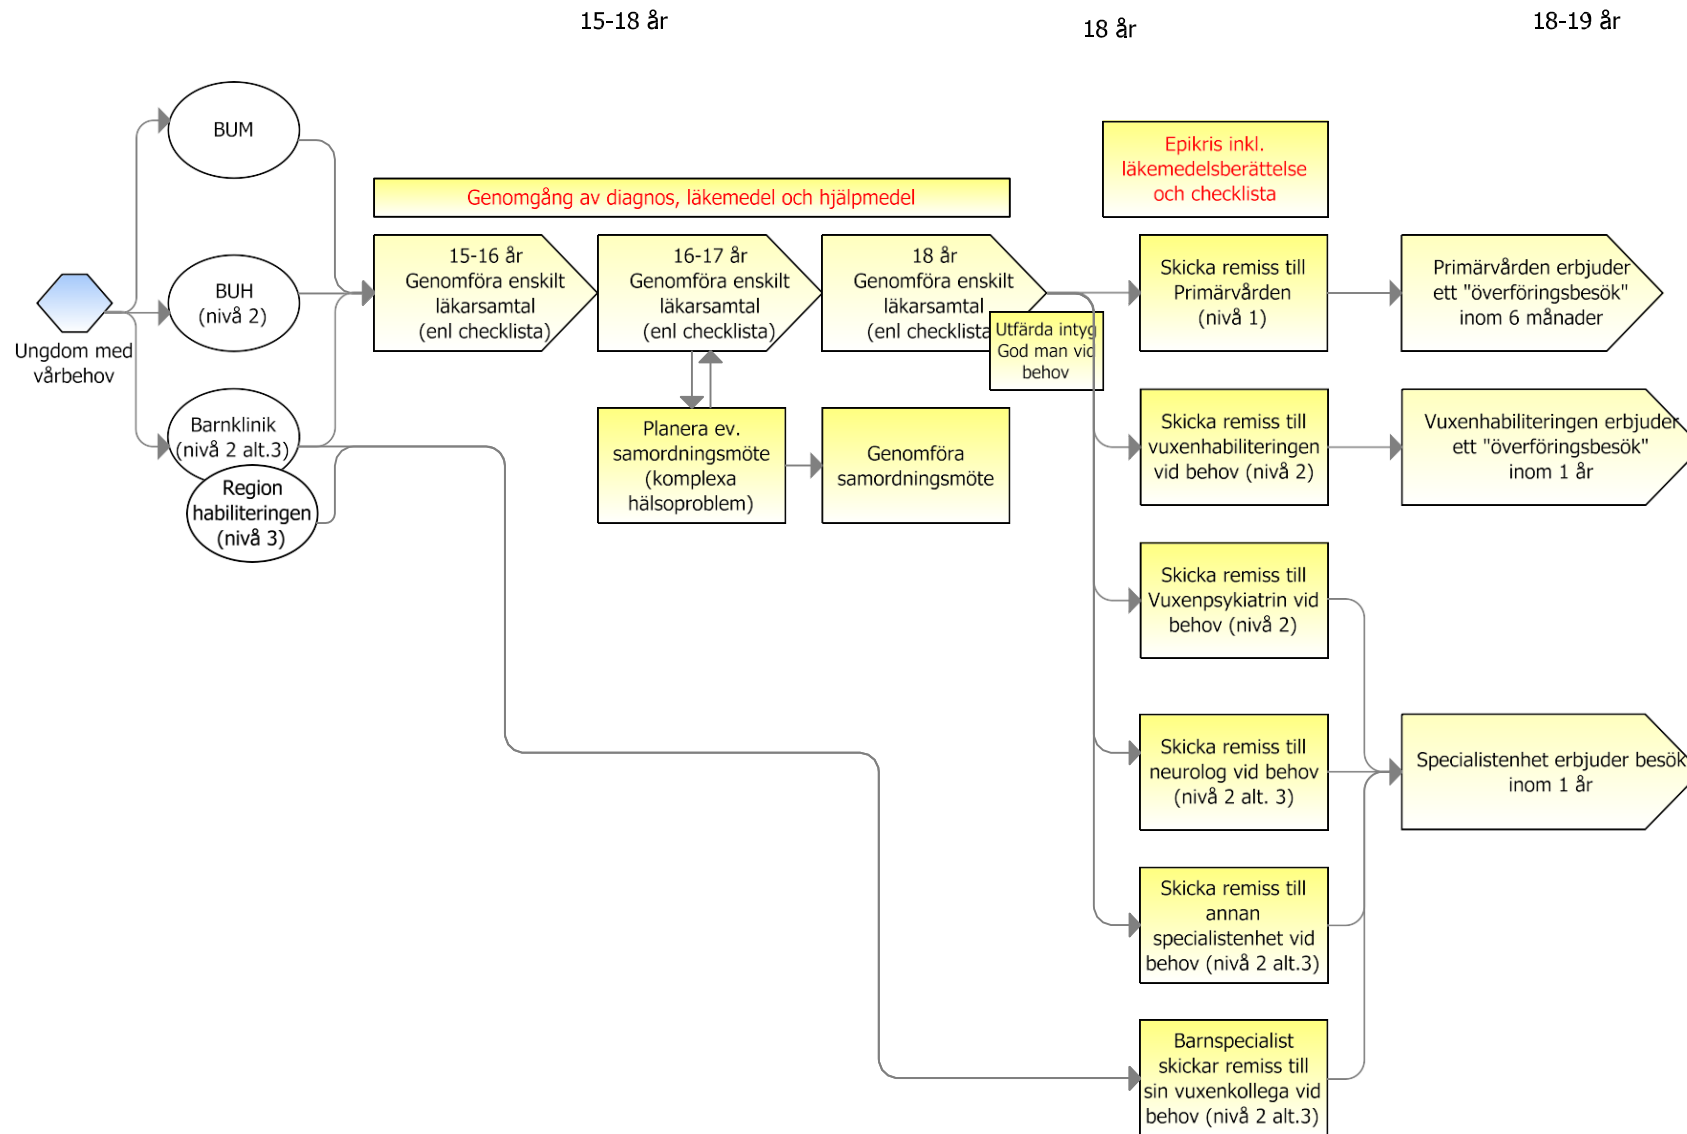 15-18 år
18 år
18-19 år
BUM
BUH
(nivå 2)
Ungdom med
vårbehov
Barnklinik
(nivå 2 alt.3)
Region
habiliteringen
(nivå 3)
Genomgång av diagnos, läkemedel och hjälpmedel
15-16 år
Genomföra enskilt
läkarsamtal
(enl checklista)
16-17 år
Genomföra enskilt
läkarsamtal
(enl checklista)
18 år
Genomföra enskilt
läkarsamtal
(enl checklista
Utfärda intyg
God man vid
behov
Planera ev.
samordningsmöte
(komplexa
hälsoproblem)
Genomföra
samordningsmöte
Epikris inkl.
läkemedelsberättelse
och checklista
Skicka remiss till
Primärvården
(nivå 1)
Primärvården erbjuder
ett "överföringsbesök"
inom 6 månader
Skicka remiss till
vuxenhabiliteringen
vid behov (nivå 2)
Vuxenhabiliteringen erbjuder
ett "överföringsbesök"
inom 1 år
Skicka remiss till
Vuxenpsykiatrin vid
behov (nivå 2)
Skicka remiss till
neurolog vid behov
(nivå 2 alt. 3)
Specialistenhet erbjuder besök
inom 1 år
Skicka remiss till
annan
specialistenhet vid
behov (nivå 2 alt.3)
Barnspecialist
skickar remiss till
sin vuxenkollega vid
behov (nivå 2 alt.3)